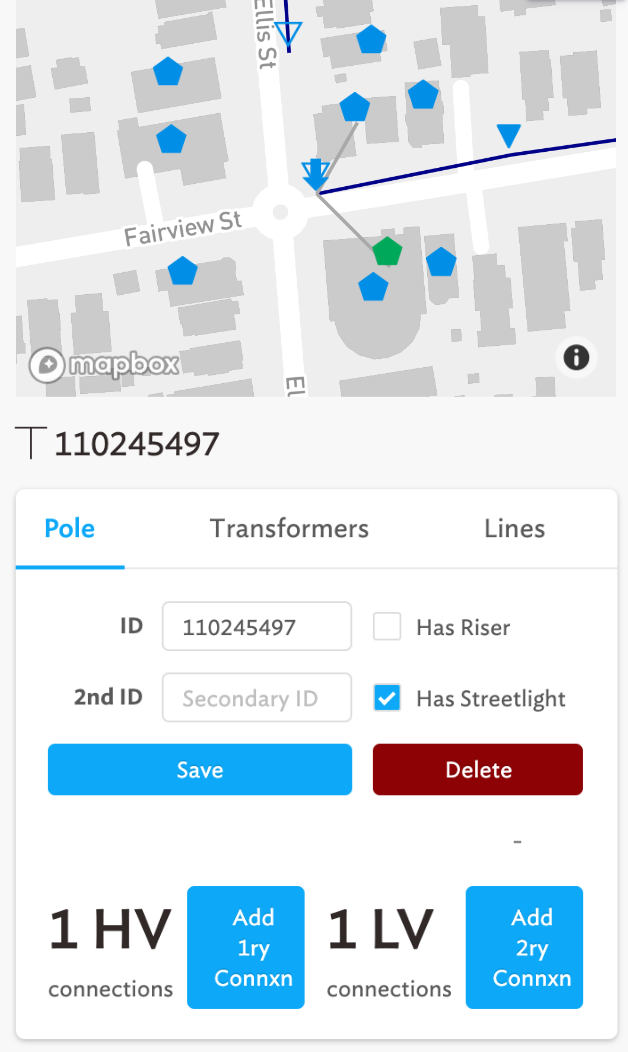 Ellis St
Fairview St
El
mapbox
110245497
Pole
Transformers
Lines
ID
110245497
Has Riser
2nd ID
Secondary ID
Has Streetlight
Save
Delete
-
1 HV
connections
Add
1ry
Connxn
1 LV
connections
Add
2ry
Connxn